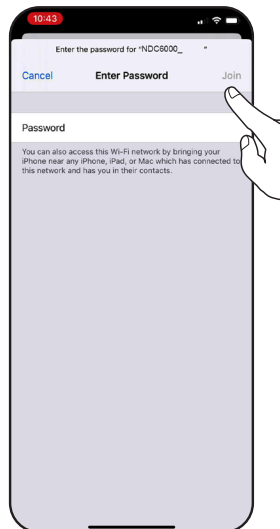 10:43
Enter the password for “NDC6000_ ”
Cancel Enter Password Join
Password
You can also access this Wi-Fi network by bringing your
iPhone near any iPhone, iPad, or Mac which has connected to
this network and has you in their contacts.